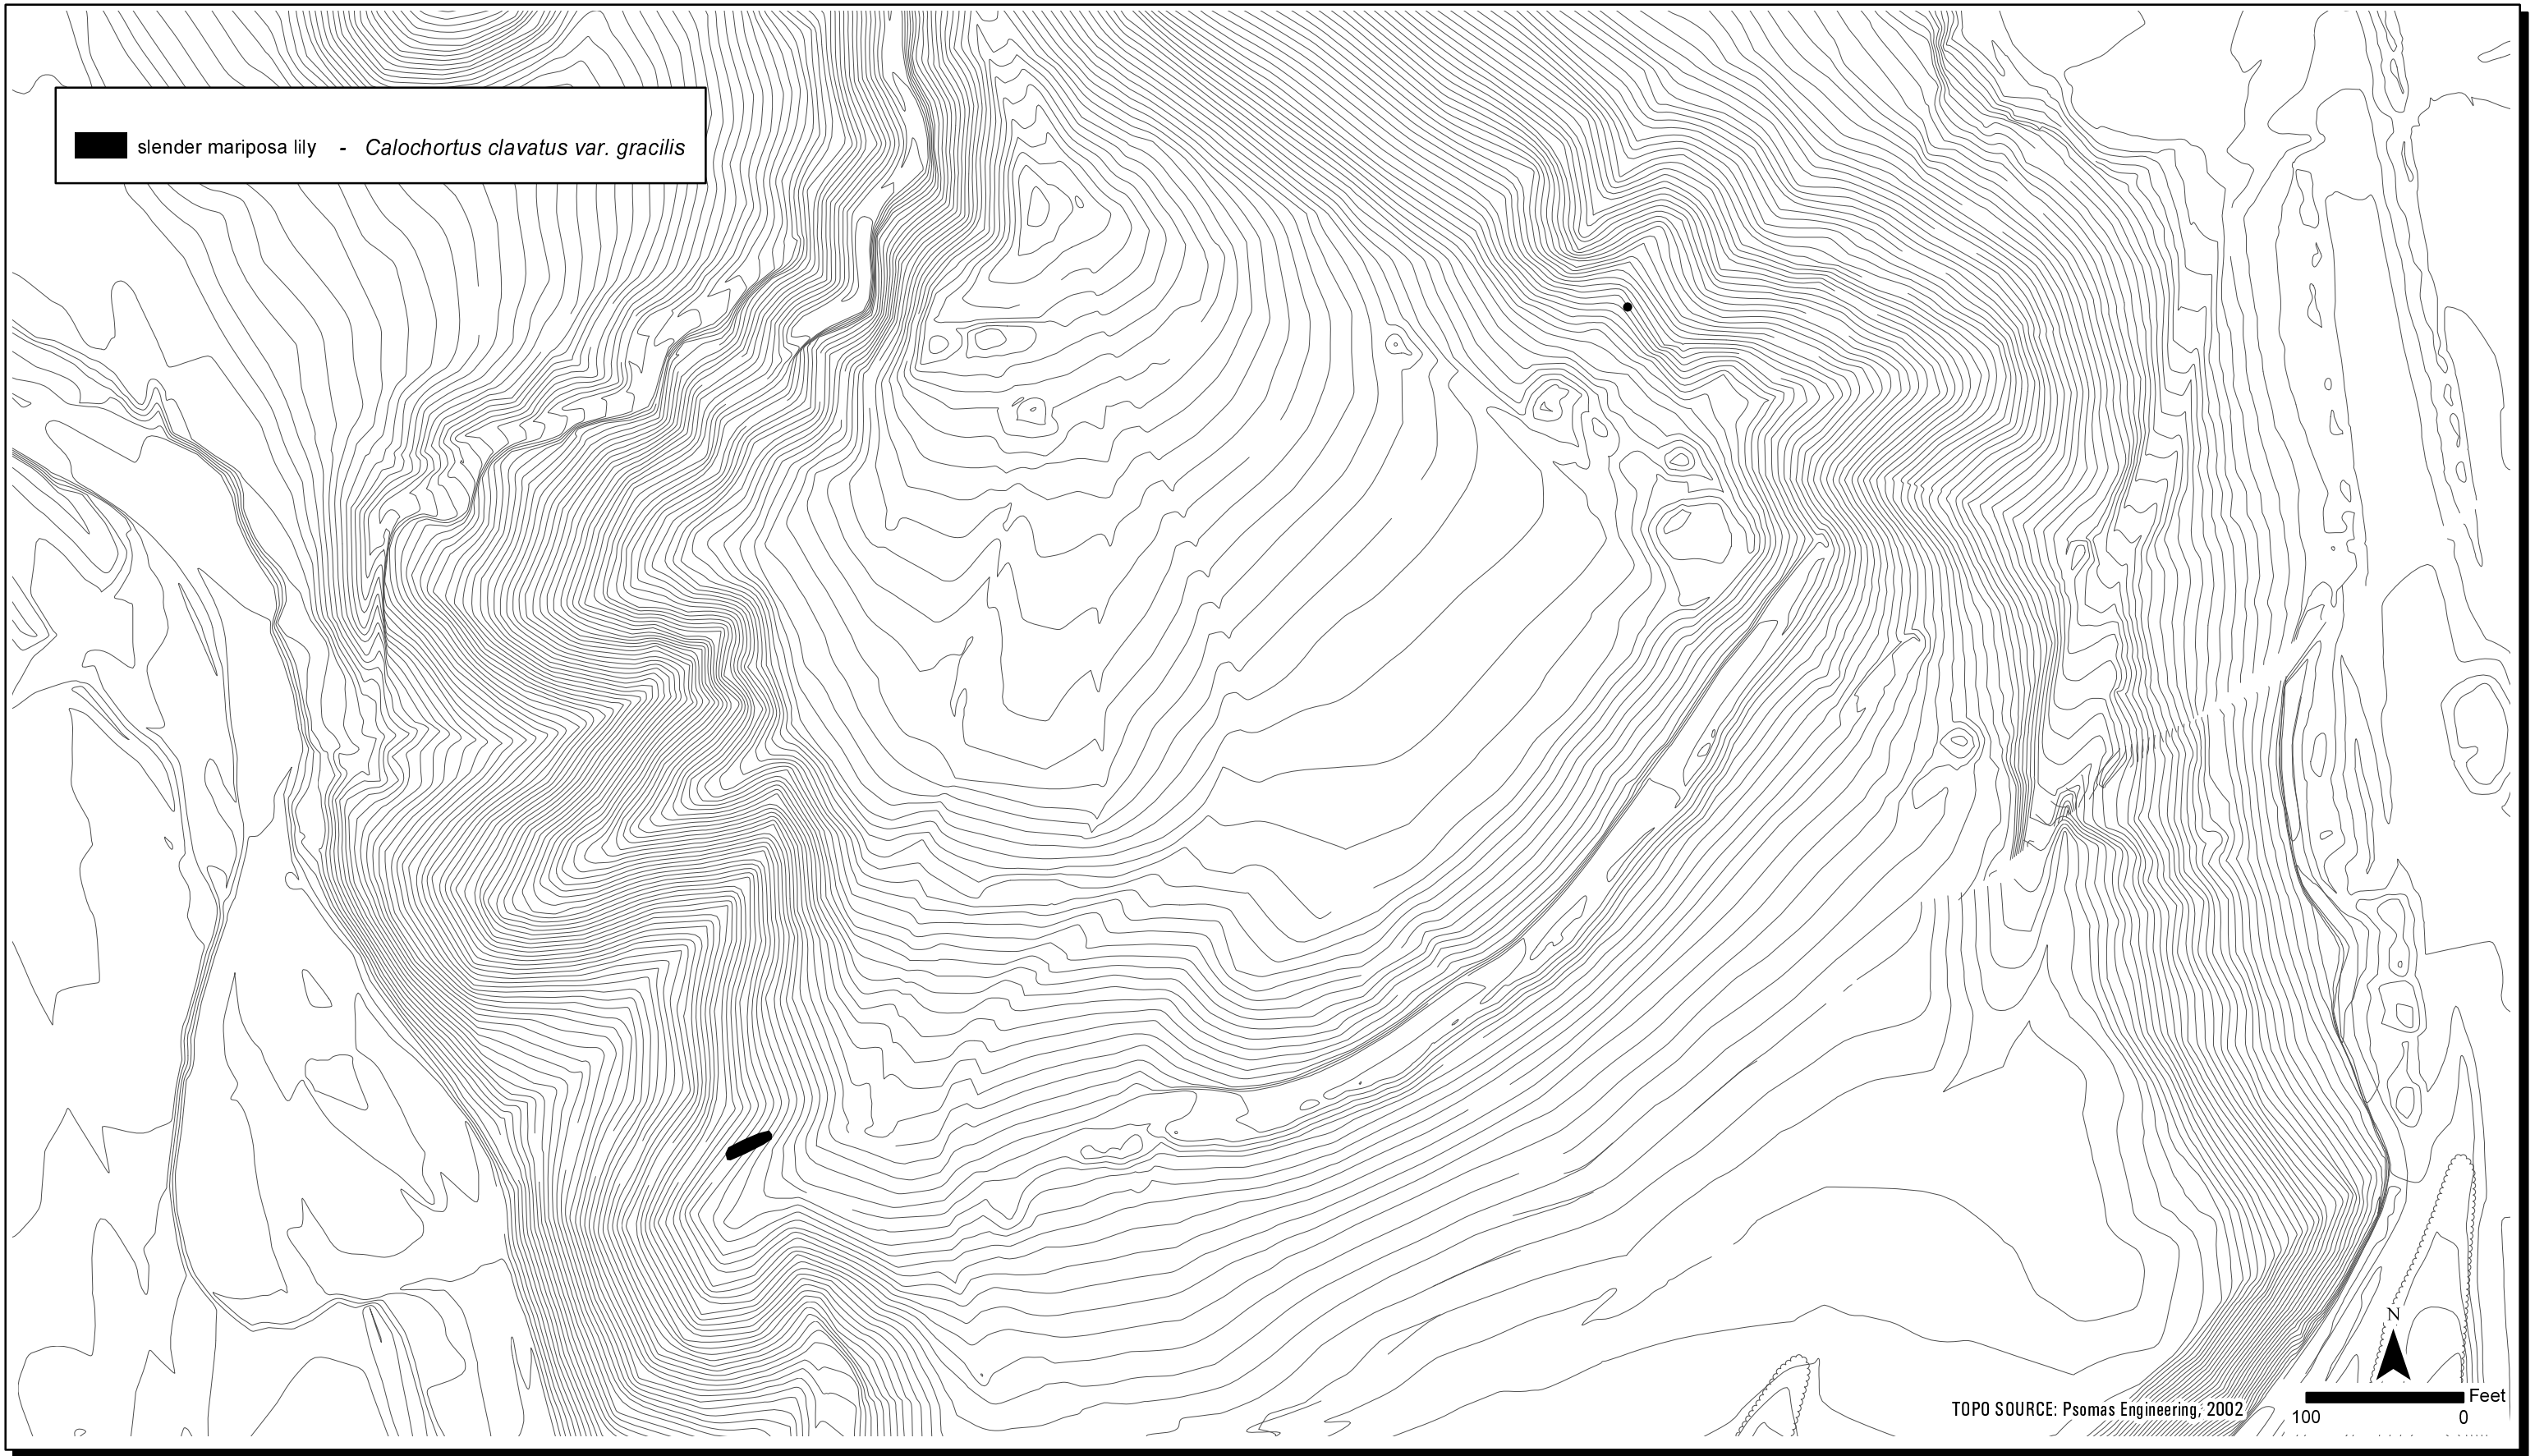 slender mariposa lily - Calochortus clavatus var. gracilis
N
Feet
TOPO SOURCE: Psomas Engineering, 2002
100 0